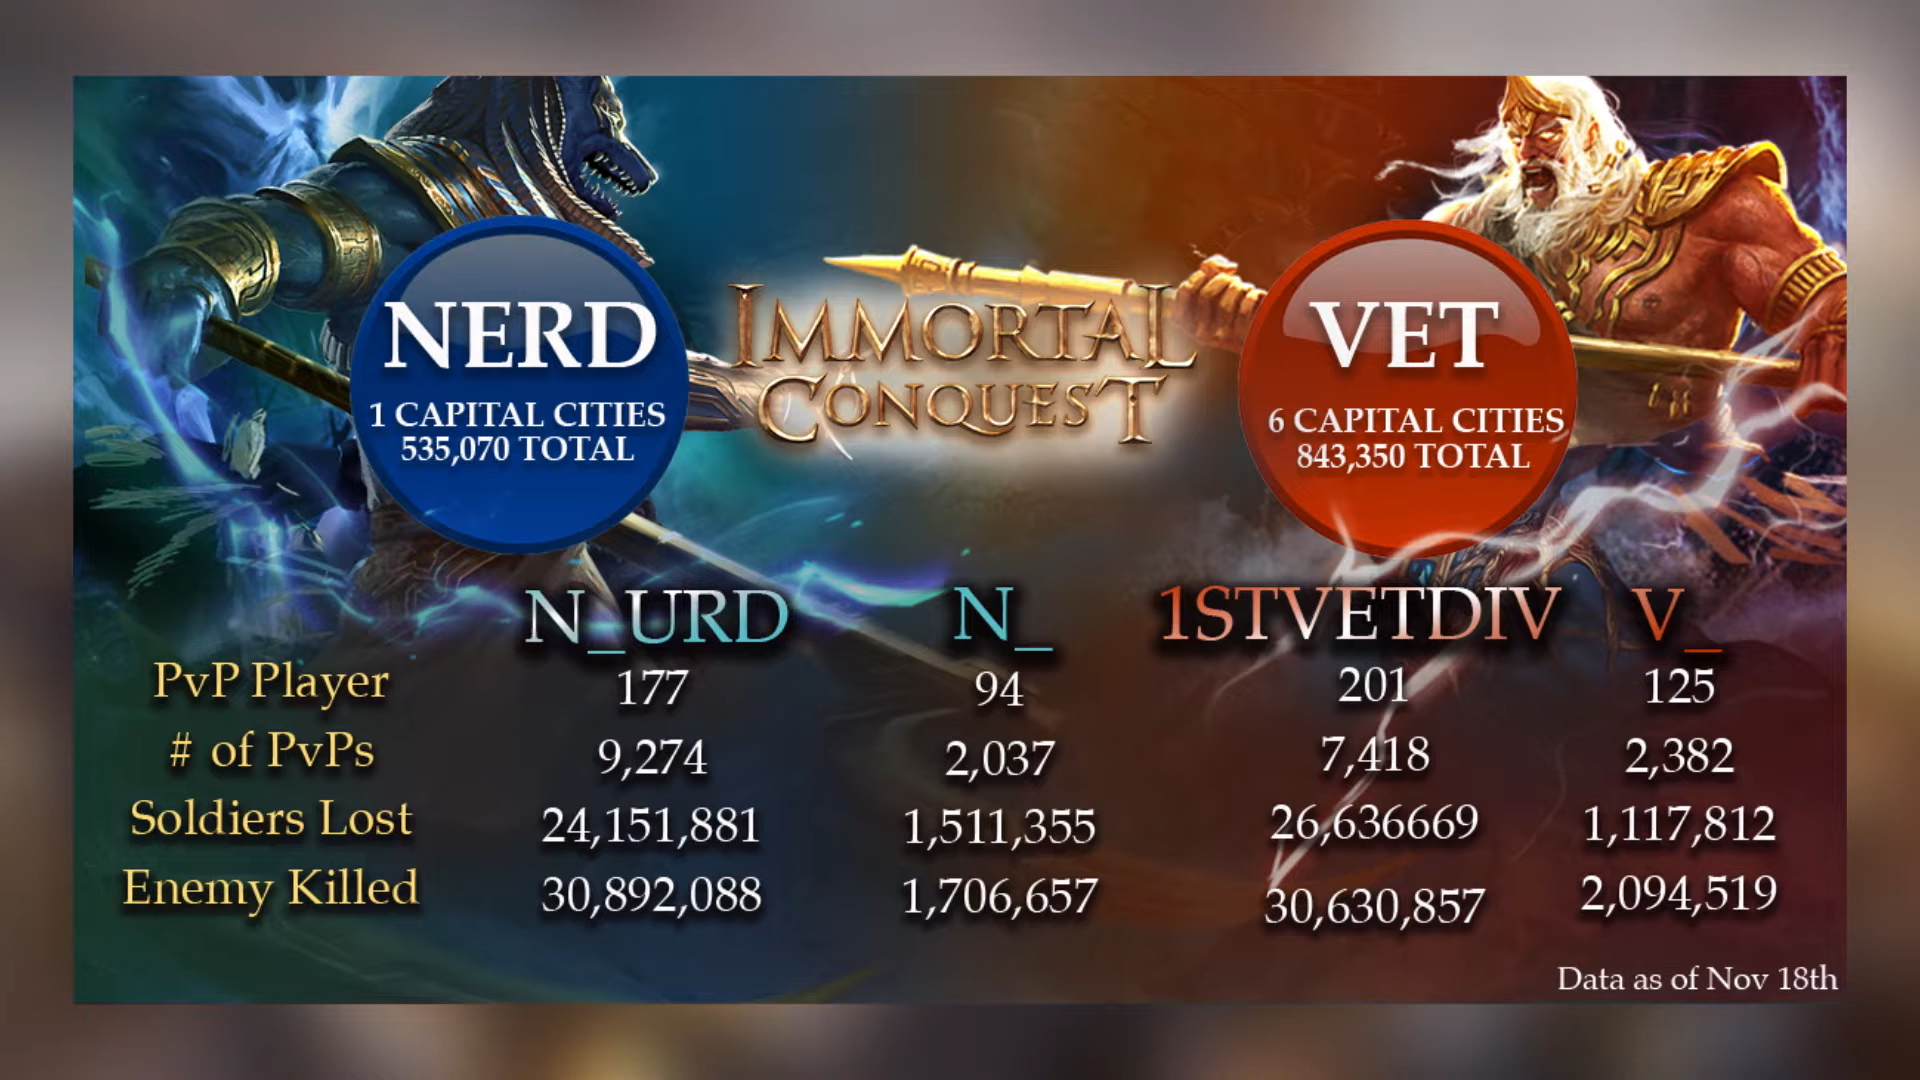 NERD
1 CAPITAL CITIES
535,070 TOTAL
IMMORTAL
CONQUEST
VET
6 CAPITAL CITIES
843,350 TOTAL
N_URD N_ 1STVETDIV V_
PvP Player 177 94 201 125
# of PvPs 9,274 2,037 7,418 2,382
Soldiers Lost 24,151,881 1,511,355 26,636669 1,117,812
Enemy Killed 30,892,088 1,706,657 30,630,857 2,094,519
Data as of Nov 18th